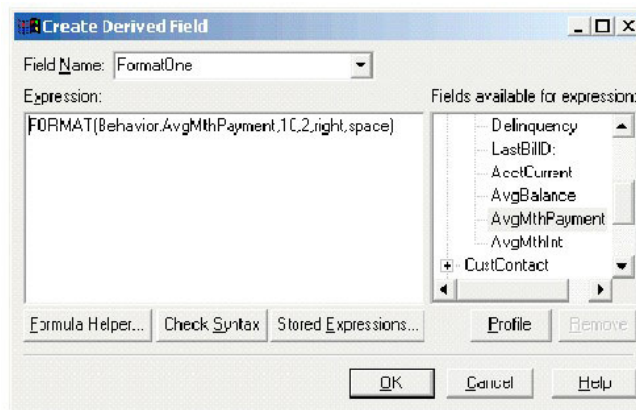 Create Derived Field
Field Name: FormatOne
Expression:
Fields available for expression:
FORMAT(Behavior.AvgMthPayment,10,2,right,space)
Delinquency
LastBillD:
AcctCurrent
AvgBalance
AvgMthPayment
AvgMthInt
CustContact
Formula Helper...
Check Syntax
Stored Expressions...
Profile
Remove
OK
Cancel
Help